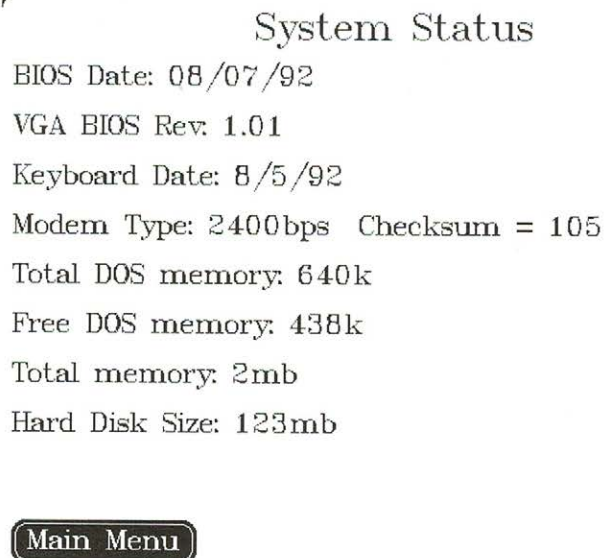 System Status
BIOS Date: 08/07/92
VGA BIOS Rev: 1.01
Keyboard Date: 8/5/92
Modem Type: 2400bps Checksum = 105
Total DOS memory: 640k
Free DOS memory: 438k
Total memory: 2mb
Hard Disk Size: 123mb
Main Menu